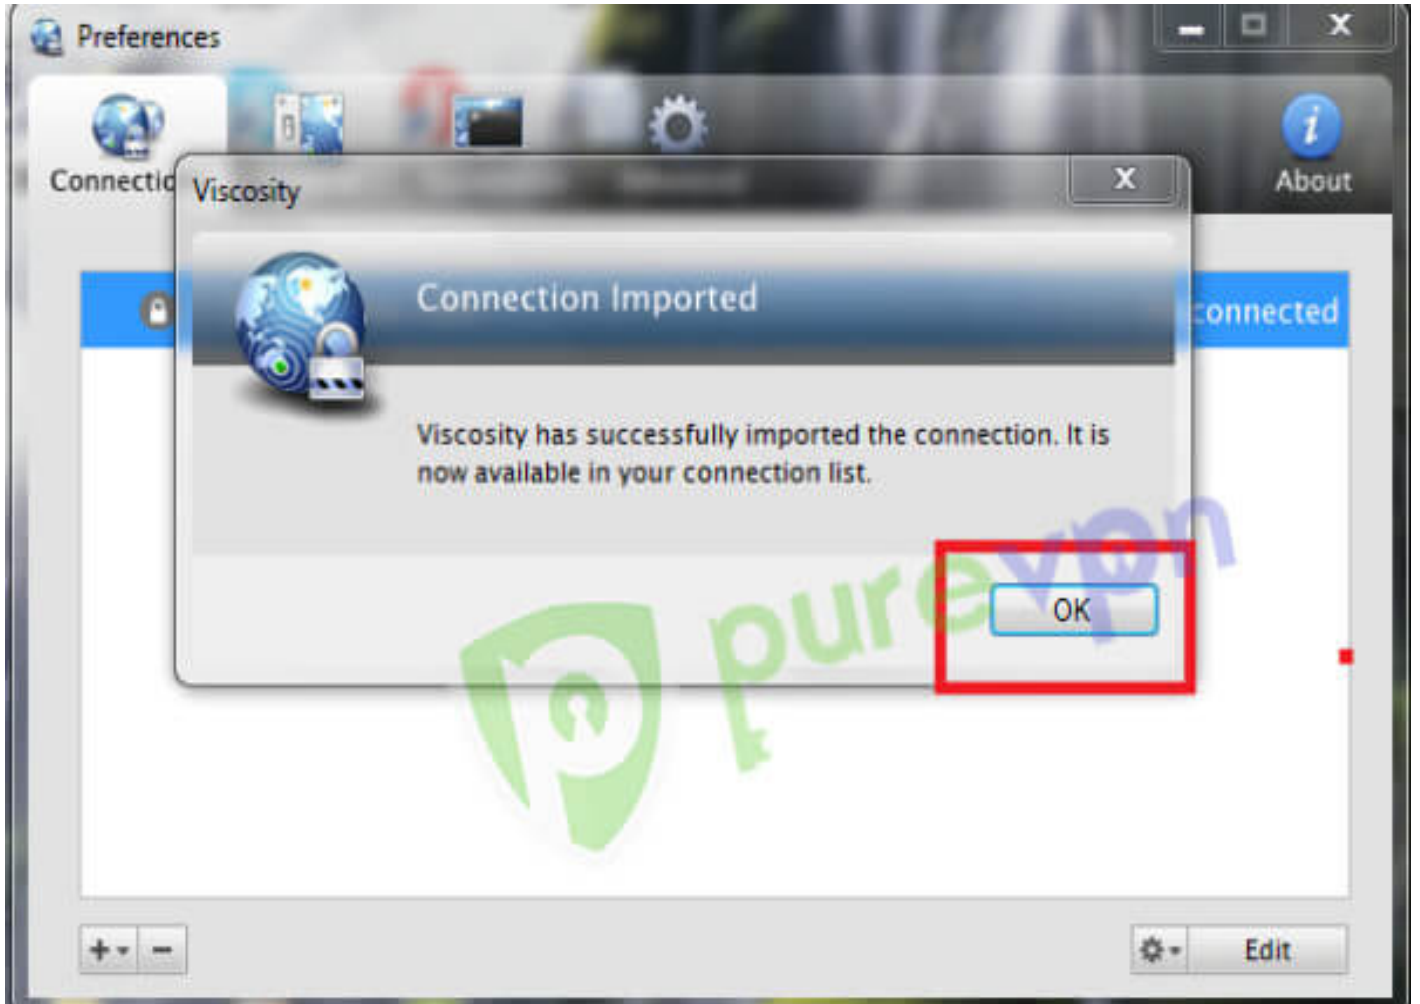 Preferences
Connectio
About
Viscosity
Connection Imported
connected
Viscosity has successfully imported the connection. It is
now available in your connection list.
purevpn
OK
Edit